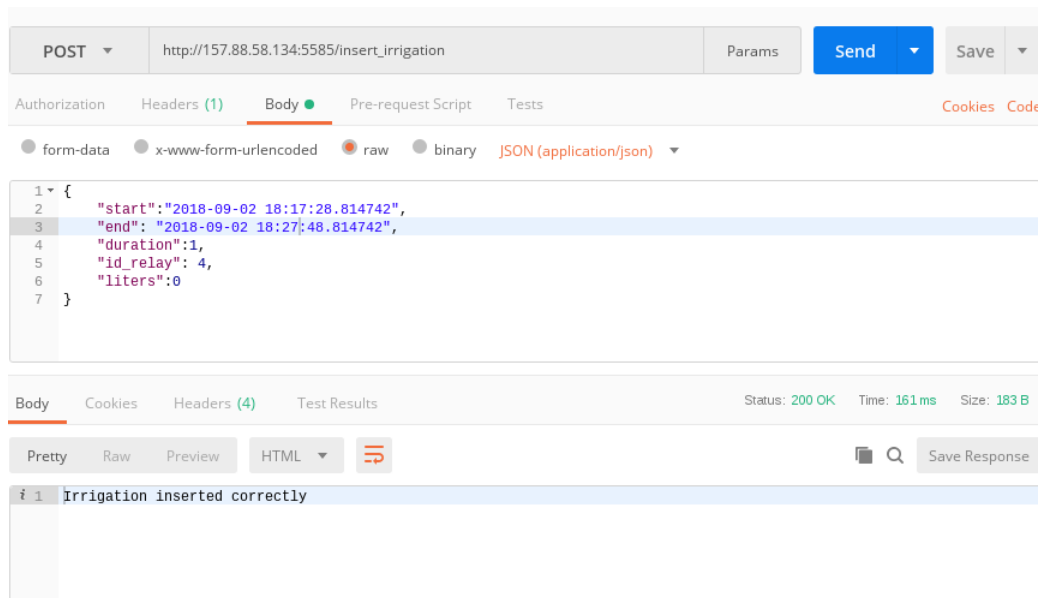 POST http://157.88.58.134:5585/insert_irrigation Params Send Save
Authorization Headers (1) Body Pre-request Script Tests Cookies Code
form-data x-www-form-urlencoded raw binary JSON (application/json)
1 {
2 "start":"2018-09-02 18:17:28.814742",
3 "end": "2018-09-02 18:27:48.814742",
4 "duration":1,
5 "id_relay": 4,
6 "liters":0
7 }
Body Cookies Headers (4) Test Results Status: 200 OK Time: 161 ms Size: 183 B
Pretty Raw Preview HTML Save Response
i 1 Irrigation inserted correctly